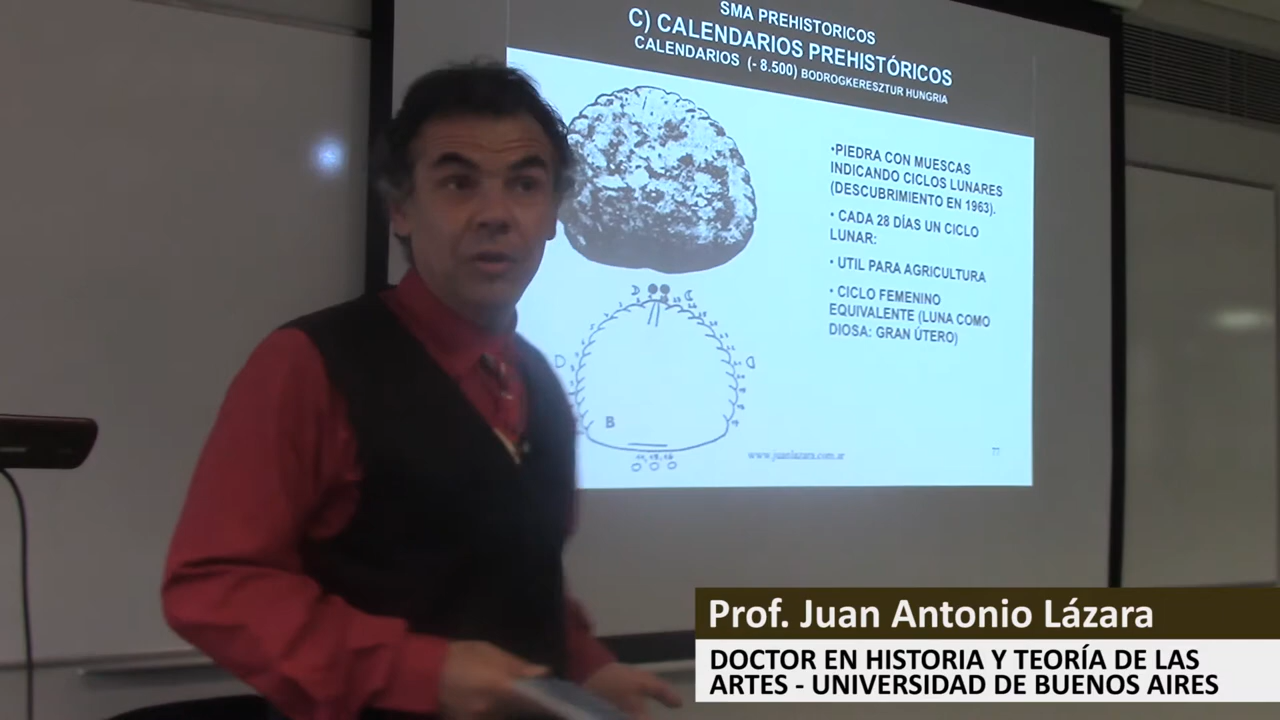 SMA PREHISTORICOS
C) CALENDARIOS PREHISTÓRICOS
CALENDARIOS (- 8.500) BODROGKERESZTUR HUNGRIA
•PIEDRA CON MUESCAS
INDICANDO CICLOS LUNARES
(DESCUBRIMIENTO EN 1963).
• CADA 28 DÍAS UN CICLO
LUNAR:
• UTIL PARA AGRICULTURA
• CICLO FEMENINO
EQUIVALENTE (LUNA COMO
DIOSA: GRAN ÚTERO)
B
www.juanlazara.com.ar
77
Prof. Juan Antonio Lázara
DOCTOR EN HISTORIA Y TEORÍA DE LAS
ARTES - UNIVERSIDAD DE BUENOS AIRES